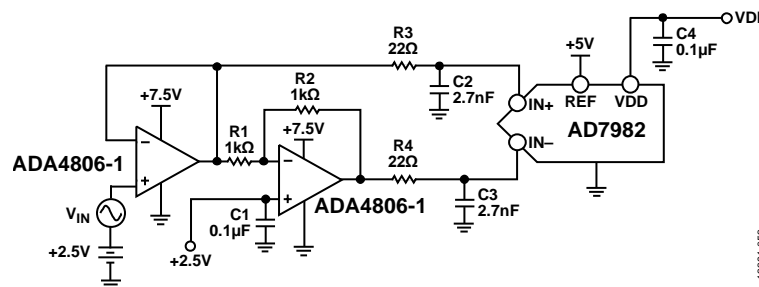 R3
22Ω
C4
0.1µF
+5V
C2
2.7nF
+7.5V
R2
1kΩ
REF
VDD
IN+
R1
1kΩ
+7.5V
AD7982
IN–
ADA4806-1
R4
22Ω
VIN
C1
0.1µF
ADA4806-1
C3
2.7nF
+2.5V
+2.5V